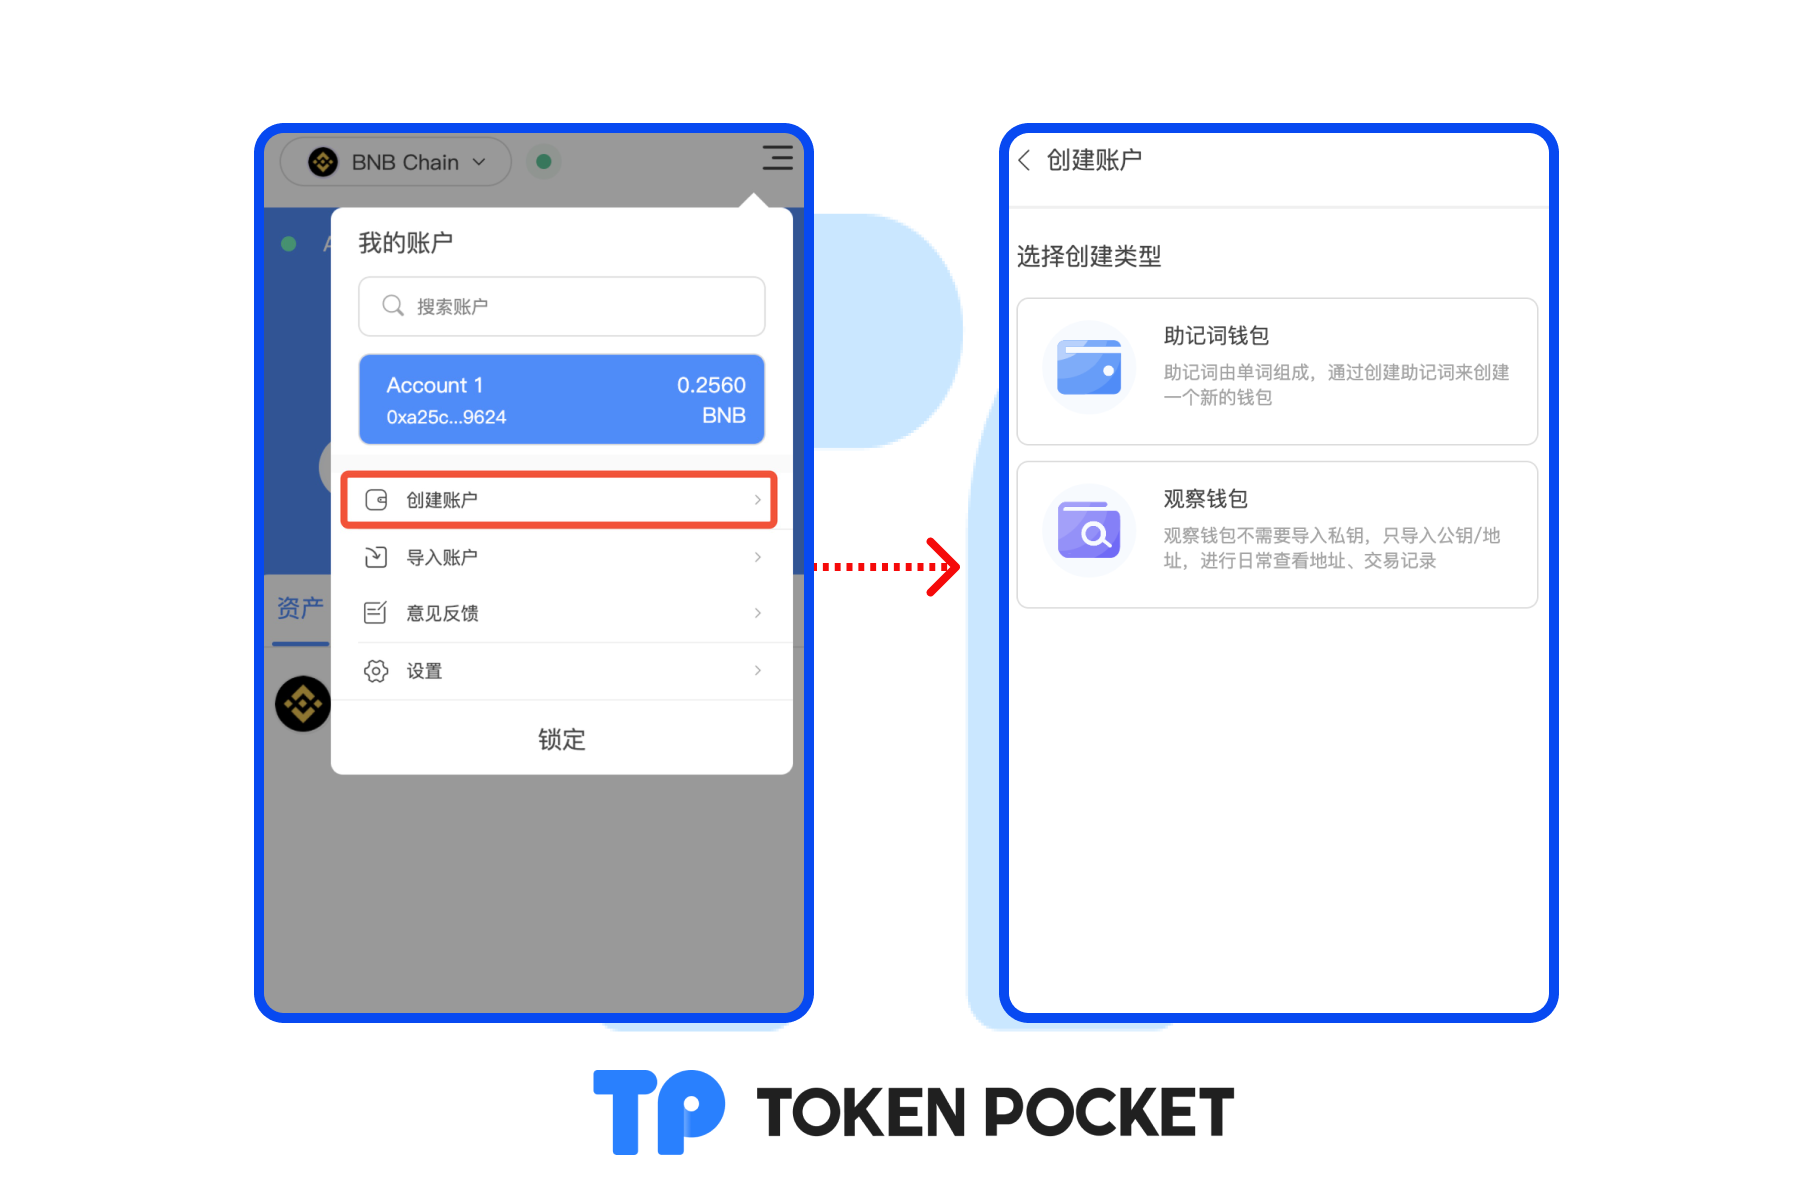 BNB Chain
我的账户
搜索账户
Account 1
0.2560
0xa25c...9624
BNB
创建账户
导入账户
意见反馈
设置
锁定
资产
创建账户
选择创建类型
助记词钱包
助记词由单词组成，通过创建助记词来创建
一个新的钱包
观察钱包
观察钱包不需要导入私钥，只导入公钥/地
址，进行日常查看地址、交易记录
TP TOKEN POCKET